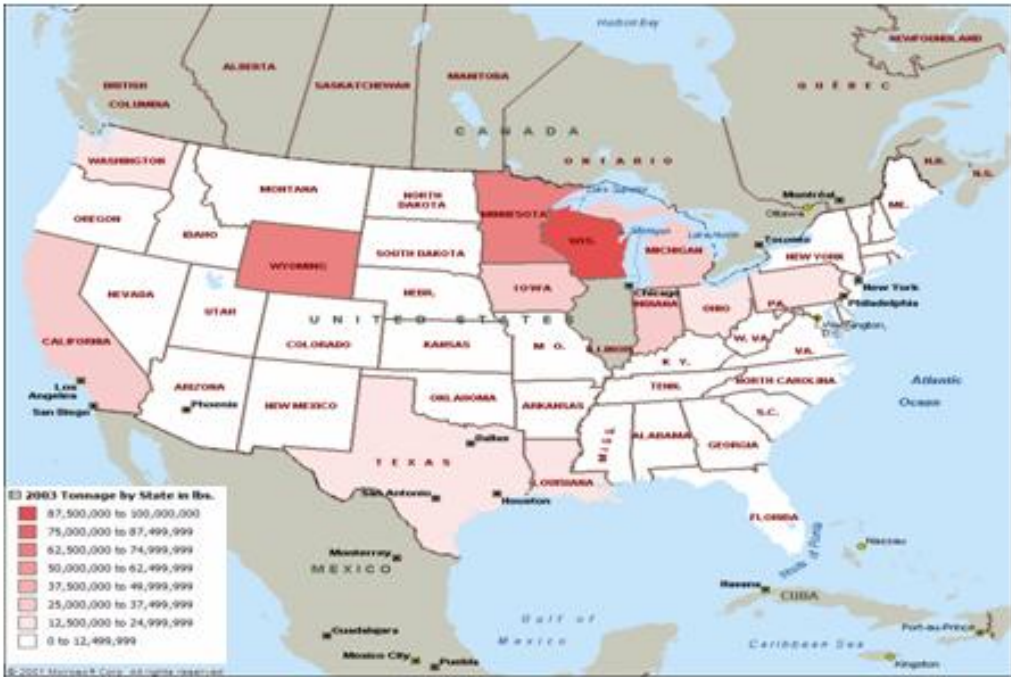 Hudson Bay
NEWFOUNDLAND
ALBERTA
BRITISH
COLUMBIA
SASKATCHEWAN
MANITOBA
QUÉBEC
CANADA
ONTARIO
N.B.
N.S.
WASHINGTON
MONTANA
NORTH
DAKOTA
MINNESOTA
Lake Superior
Montréal
Ottawa
ME.
OREGON
IDAHO
SOUTH DAKOTA
WIS.
Michigan
Lake Huron
MICHIGAN
Toronto
NEW YORK
WYOMING
IOWA
Chicago
New York
Philadelphia
NEVADA
UTAH
NEBR.
INDIANA
OHIO
PA.
Washington,
D.C.
UNITED STATES
CALIFORNIA
COLORADO
KANSAS
MO.
ILLINOIS
W. VA.
VA.
KY.
Los
Angeles
San Diego
ARIZONA
Phoenix
NEW MEXICO
OKLAHOMA
ARKANSAS
TENN.
NORTH CAROLINA
S.C.
Atlantic
Ocean
Dallas
MISS
ALABAMA
GEORGIA
TEXAS
San Antonio
Houston
LOUISIANA
FLORIDA
2003 Tonnage by State in lbs.
87,500,000 to 100,000,000
75,000,000 to 87,499,999
62,500,000 to 74,999,999
50,000,000 to 62,499,999
37,500,000 to 49,999,999
25,000,000 to 37,499,999
12,500,000 to 24,999,999
0 to 12,499,999
Monterrey
MEXICO
Nassau
Havana
CUBA
Gulf of
Mexico
Guadalajara
Mexico City
Puebla
Caribbean Sea
Port-au-Prince
Kingston
Corp. All rights reserved.